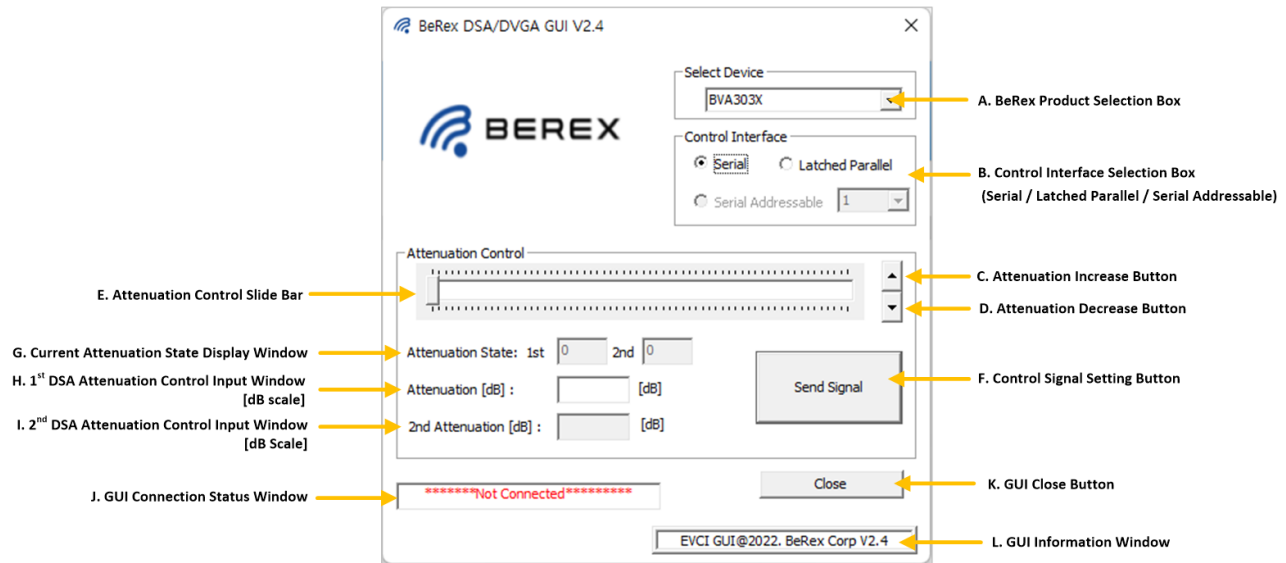 BeRex DSA/DVGA GUI V2.4
BEREX
Select Device
BVA303X
A. BeRex Product Selection Box
Control Interface
Serial
Latched Parallel
Serial Addressable
1
B. Control Interface Selection Box
(Serial / Latched Parallel / Serial Addressable)
Attenuation Control
C. Attenuation Increase Button
D. Attenuation Decrease Button
E. Attenuation Control Slide Bar
G. Current Attenuation State Display Window
Attenuation State: 1st 0 2nd 0
H. 1st DSA Attenuation Control Input Window
[dB scale]
Attenuation [dB] : [dB]
I. 2nd DSA Attenuation Control Input Window
[dB Scale]
2nd Attenuation [dB] : [dB]
Send Signal
F. Control Signal Setting Button
J. GUI Connection Status Window
*******Not Connected*********
Close
K. GUI Close Button
EVCI GUI@2022. BeRex Corp V2.4
L. GUI Information Window